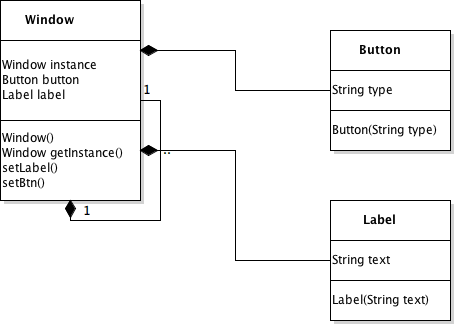 Window
Window instance
Button button
Label label
1
Window()
Window getInstance()
setLabel()
setBtn()
..
1
Button
String type
Button(String type)
Label
String text
Label(String text)